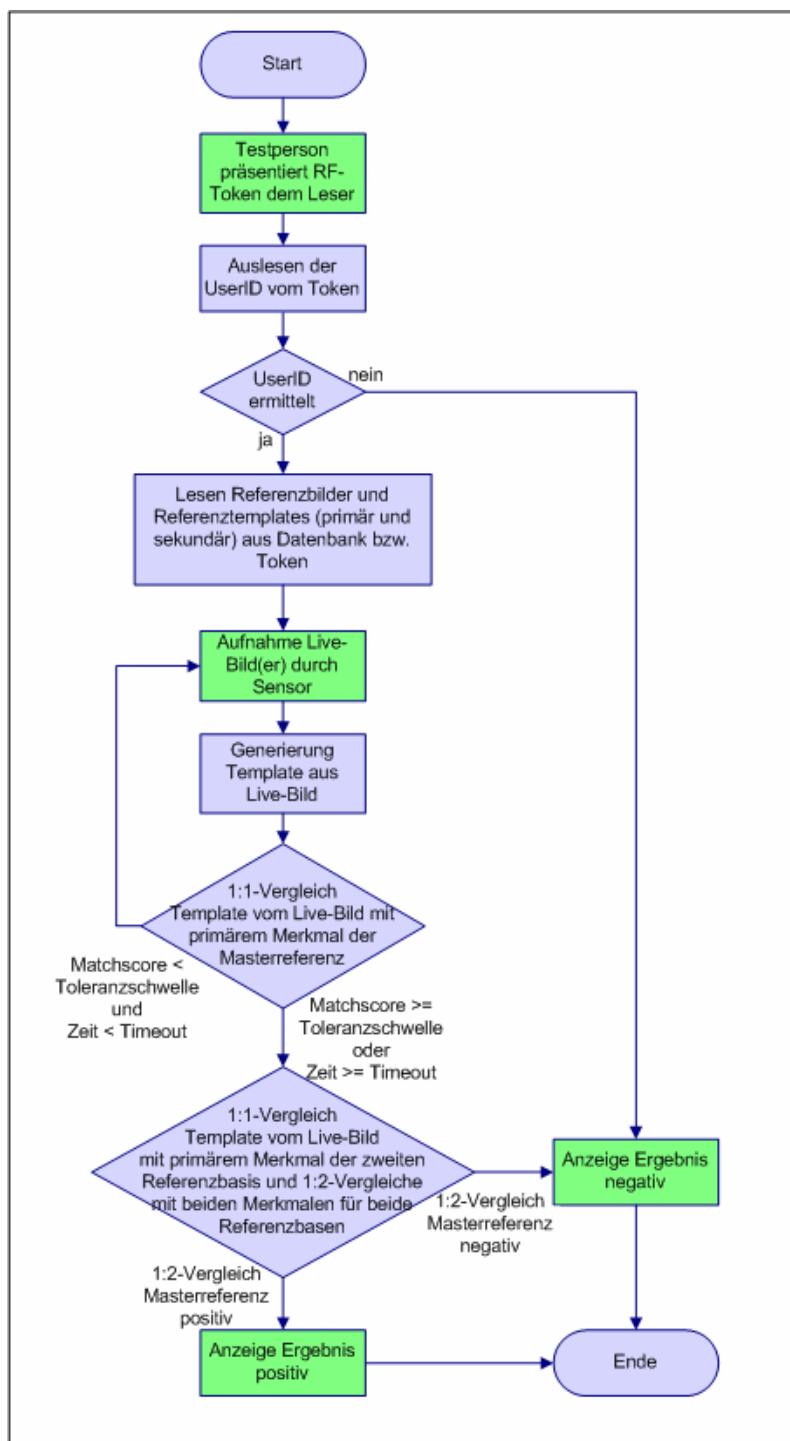 Start
Testperson
präsentiert RF-
Token dem Leser
Auslesen der
UserID vom Token
UserID
ermittelt
nein
ja
Lesen Referenzbilder und
Referenztemplates (primär und
sekundär) aus Datenbank bzw.
Token
Aufnahme Live-
Bild(er) durch
Sensor
Generierung
Template aus
Live-Bild
1:1-Vergleich
Template vom Live-Bild mit
primärem Merkmal der
Masterreferenz
Matchscore <
Toleranzschwelle
und
Zeit < Timeout
Matchscore >=
Toleranzschwelle
oder
Zeit >= Timeout
1:1-Vergleich
Template vom Live-Bild
mit primärem Merkmal der zweiten
Referenzbasis und 1:2-Vergleiche
mit beiden Merkmalen für beide
Referenzbasen
1:2-Vergleich
Masterreferenz
negativ
Anzeige Ergebnis
negativ
1:2-Vergleich
Masterreferenz
positiv
Anzeige Ergebnis
positiv
Ende